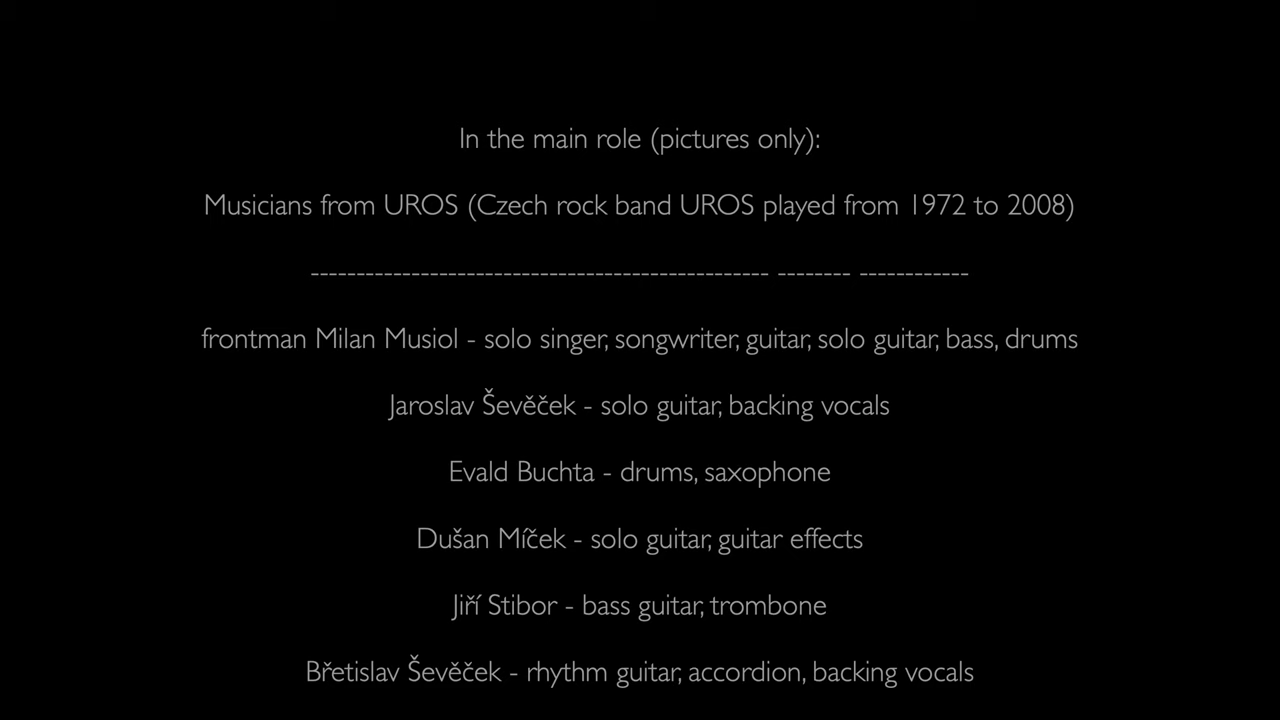 In the main role (pictures only):
Musicians from UROS (Czech rock band UROS played from 1972 to 2008)
-------------------------------------------------- -------- ------------
frontman Milan Musiol - solo singer, songwriter, guitar, solo guitar, bass, drums
Jaroslav Ševěček - solo guitar, backing vocals
Evald Buchta - drums, saxophone
Dušan Míček - solo guitar, guitar effects
Jiří Stibor - bass guitar, trombone
Břetislav Ševěček - rhythm guitar, accordion, backing vocals